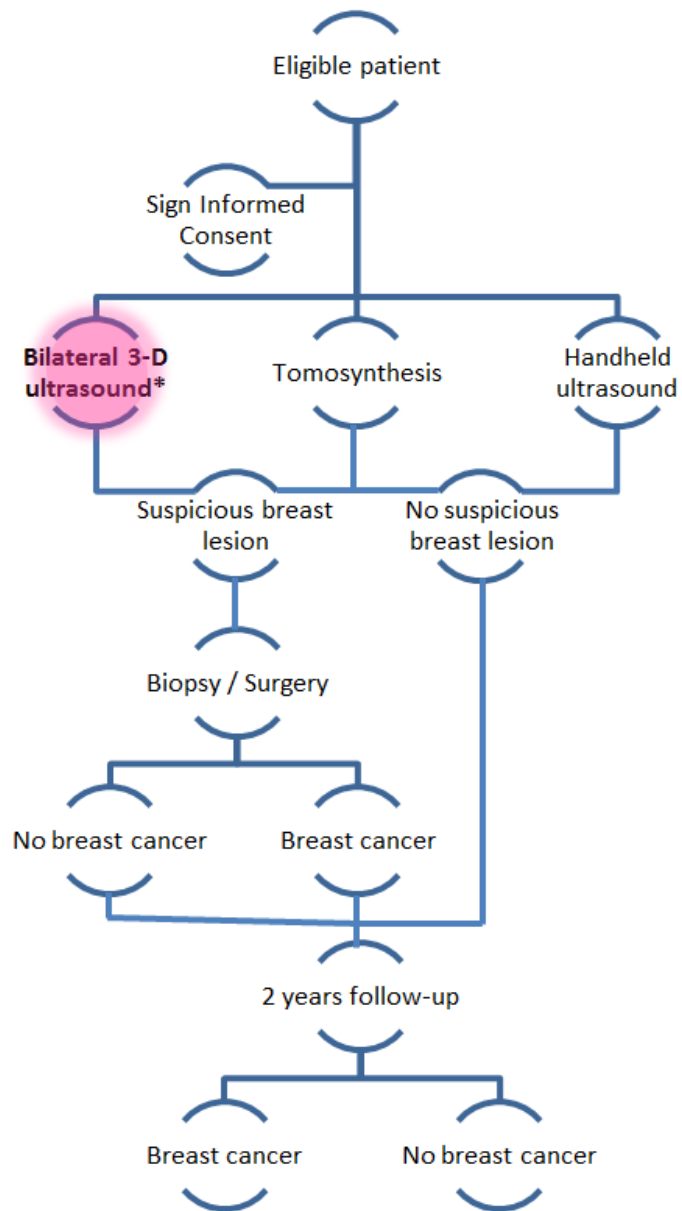 Eligible patient
Sign Informed
Consent
Bilateral 3-D
ultrasound*
Tomosynthesis
Handheld
ultrasound
Suspicious breast
lesion
No suspicious
breast lesion
Biopsy / Surgery
No breast cancer
Breast cancer
2 years follow-up
Breast cancer
No breast cancer